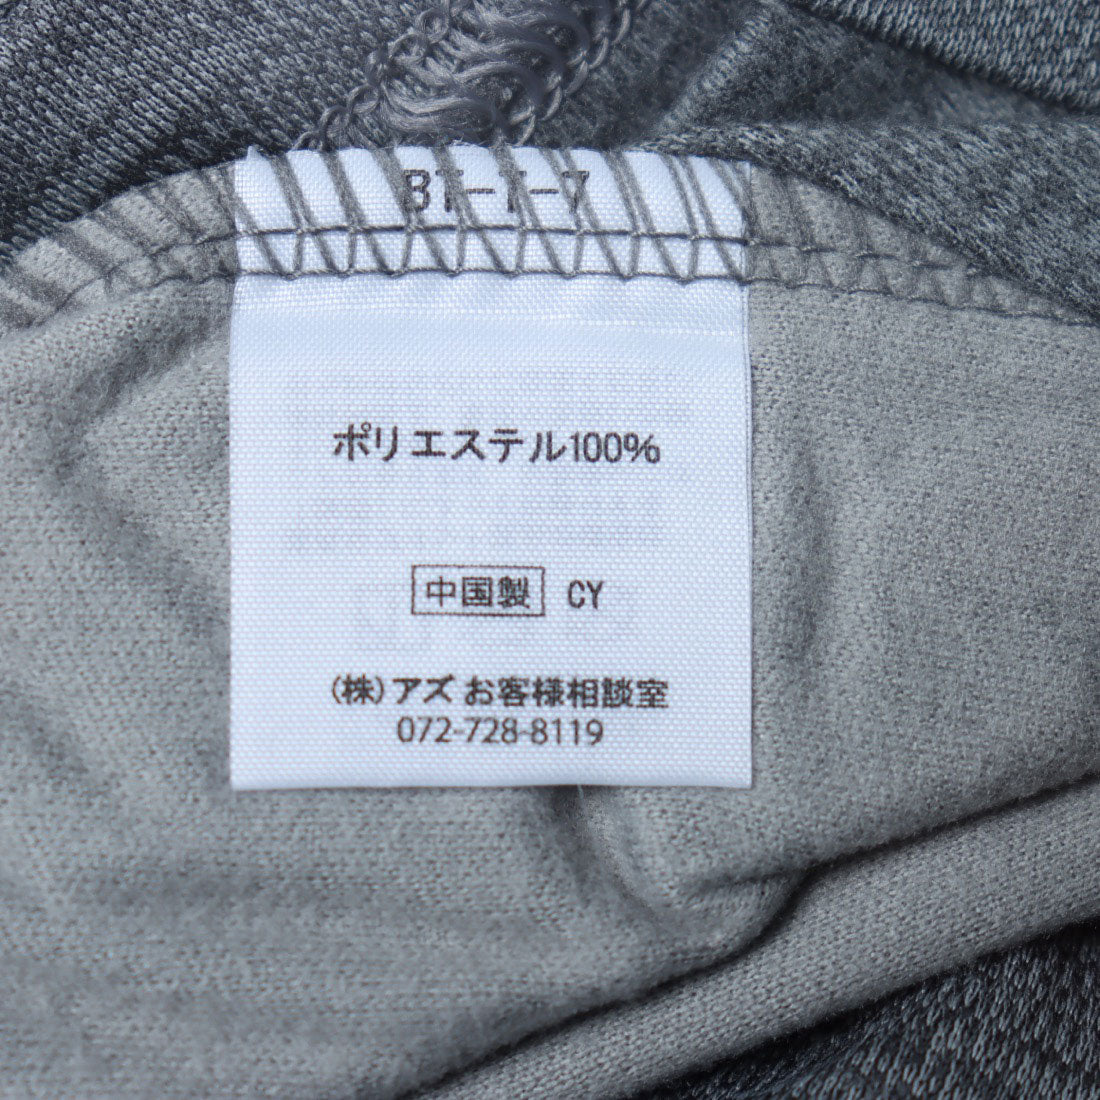 ポリエステル100%
中国製 CY
(株)アズ お客様相談室
072-728-8119